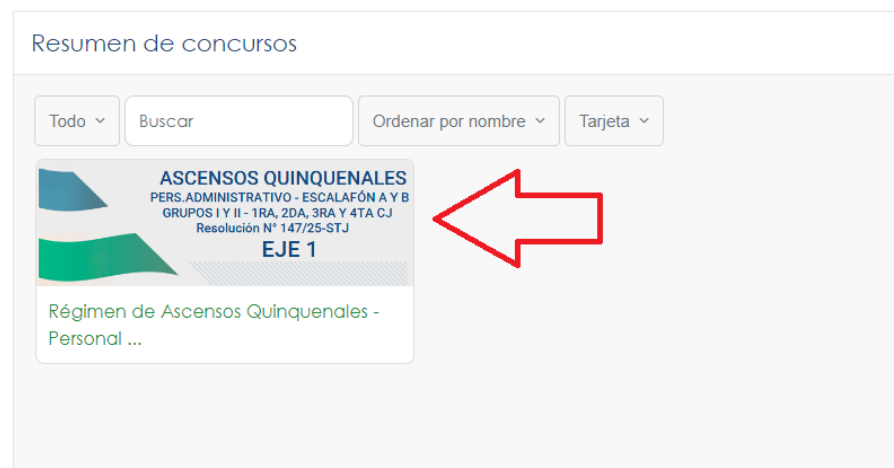 Resumen de concursos
Todo
Buscar
Ordenar por nombre
Tarjeta
ASCENSOS QUINQUENALES
PERS.ADMINISTRATIVO - ESCALAFÓN A Y B
GRUPOS I Y II - 1RA, 2DA, 3RA Y 4TA CJ
Resolución N° 147/25-STJ
EJE 1
Régimen de Ascensos Quinquenales -
Personal ...